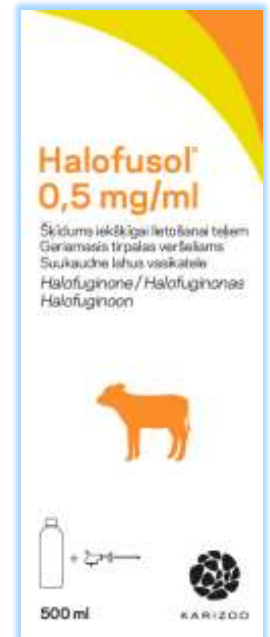 Halofusol®
0,5 mg/ml
Šķīdums iekšķīgai lietošanai teļiem
Geriamasis tirpalas veršeliams
Suukaudne lahus vasikatele
Halofuginone / Halofuginonas
Halofuginoon
+
500 ml
KARIZOO